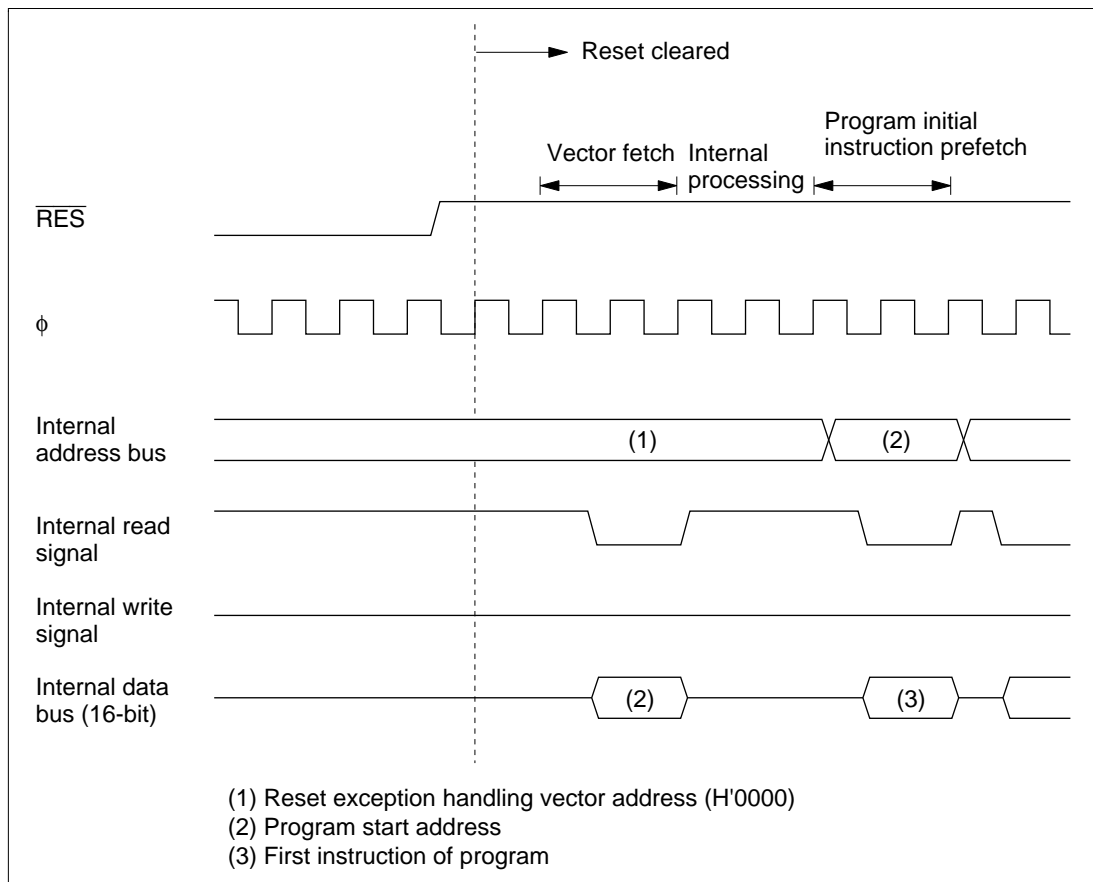 Reset cleared
Vector fetch
Internal
processing
Program initial
instruction prefetch
RES
ϕ
Internal
address bus
(1)
(2)
Internal read
signal
Internal write
signal
Internal data
bus (16-bit)
(2)
(3)
(1) Reset exception handling vector address (H'0000)
(2) Program start address
(3) First instruction of program